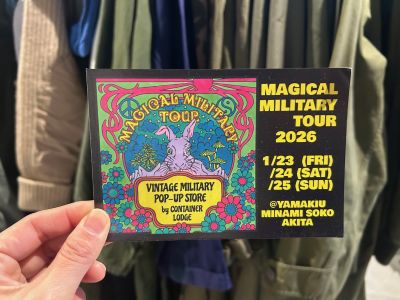 MAGICAL MILITARY
TOUR
VINTAGE MILITARY
POP-UP STORE
by CONTAINER
LODGE
MAGICAL
MILITARY
TOUR
2026
1/23 (FRI)
/24 (SAT)
/25 (SUN)
@YAMAKIU
MINAMI SOKO
AKITA